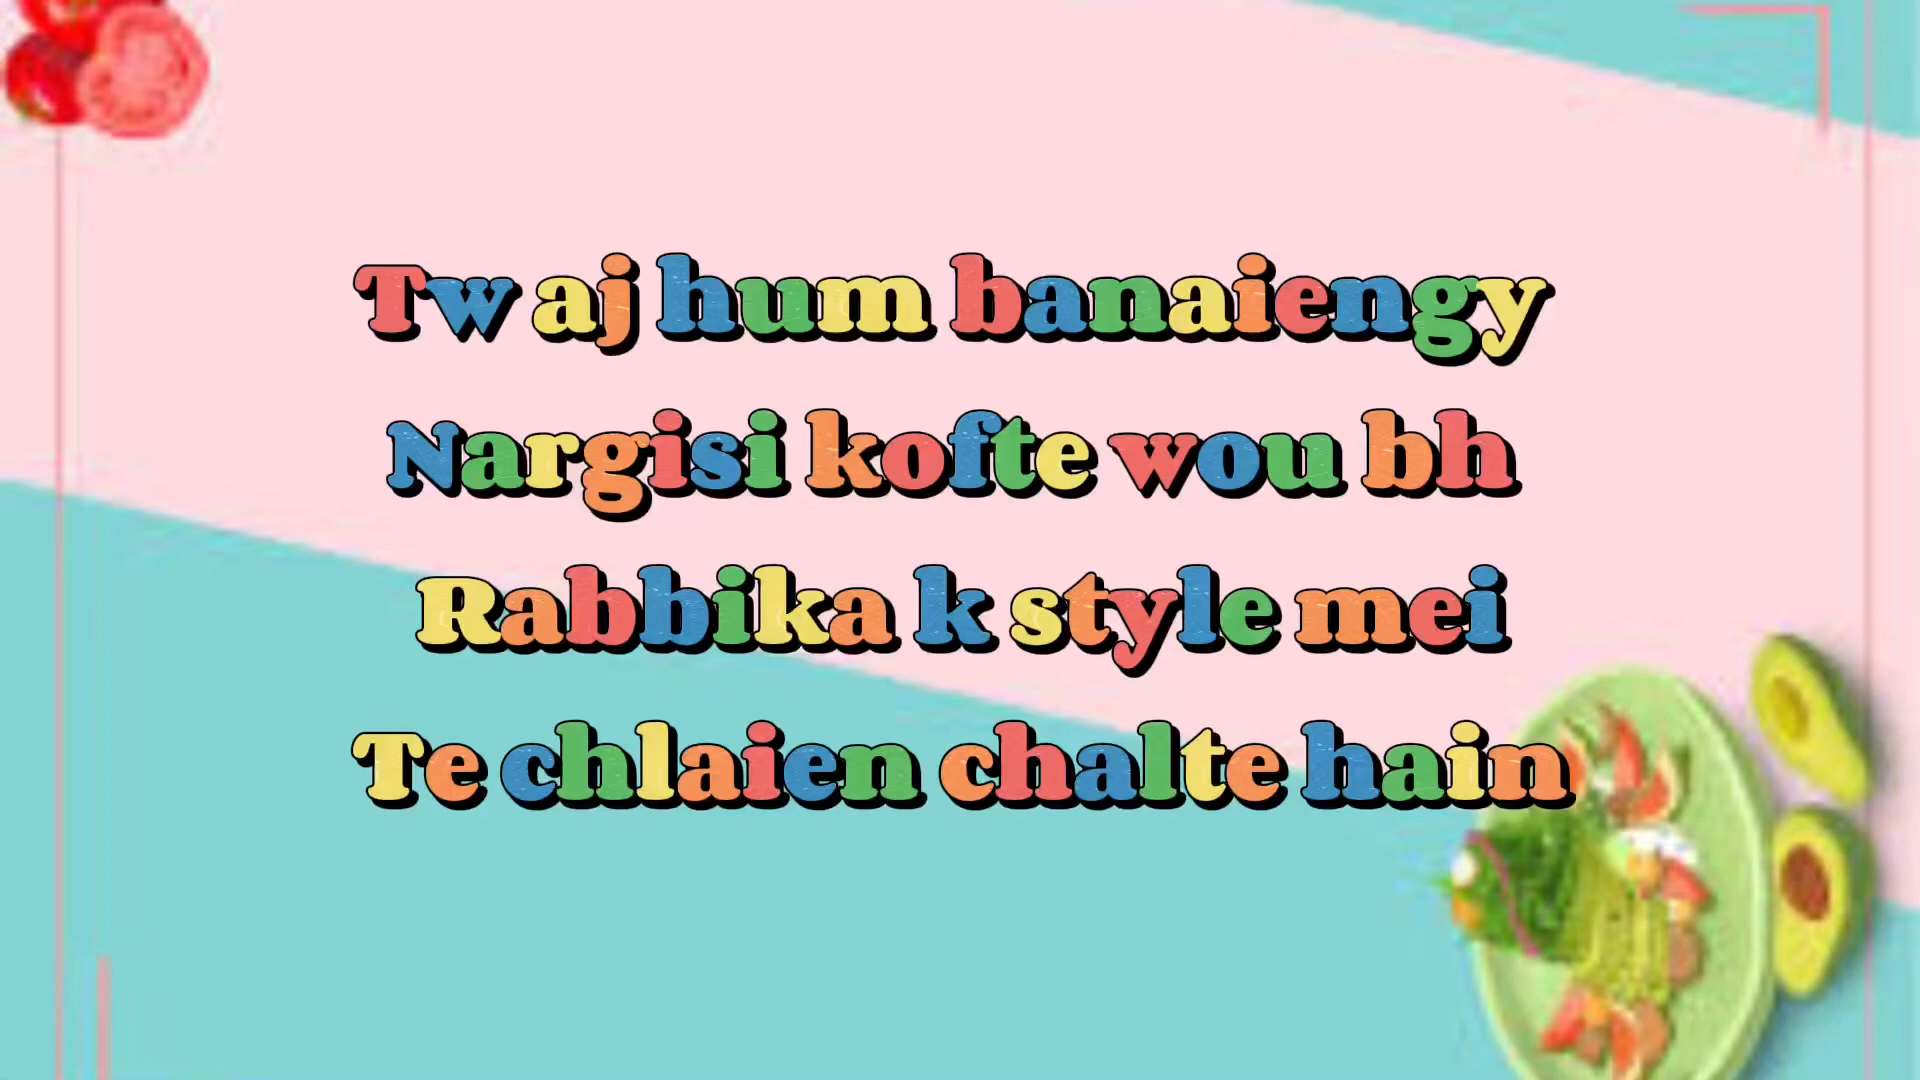 Tw aj hum banaiengy
Nargisi kofte wou bh
Rabbika k style mei
Te chlaien chalte hain